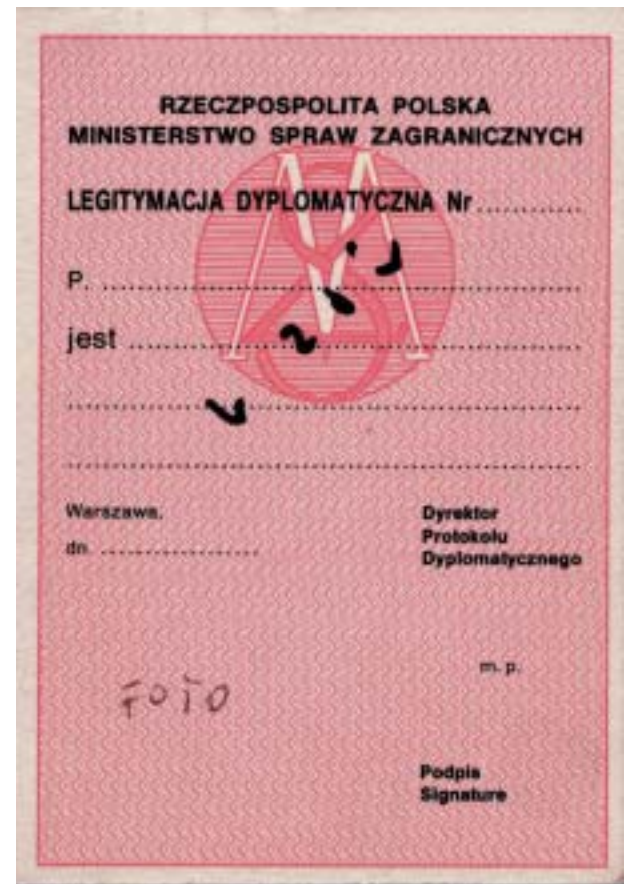 RZECZPOSPOLITA POLSKA
MINISTERSTWO SPRAW ZAGRANICZNYCH
LEGITYMACJA DYPLOMATYCZNA Nr ...............
P. ......................................................................
jest ...................................................................
...........................................................................
...........................................................................
Warszawa,
dn. .........................
Dyrektor
Protokołu
Dyplomatycznego
m. p.
FOTO
Podpis
Signature